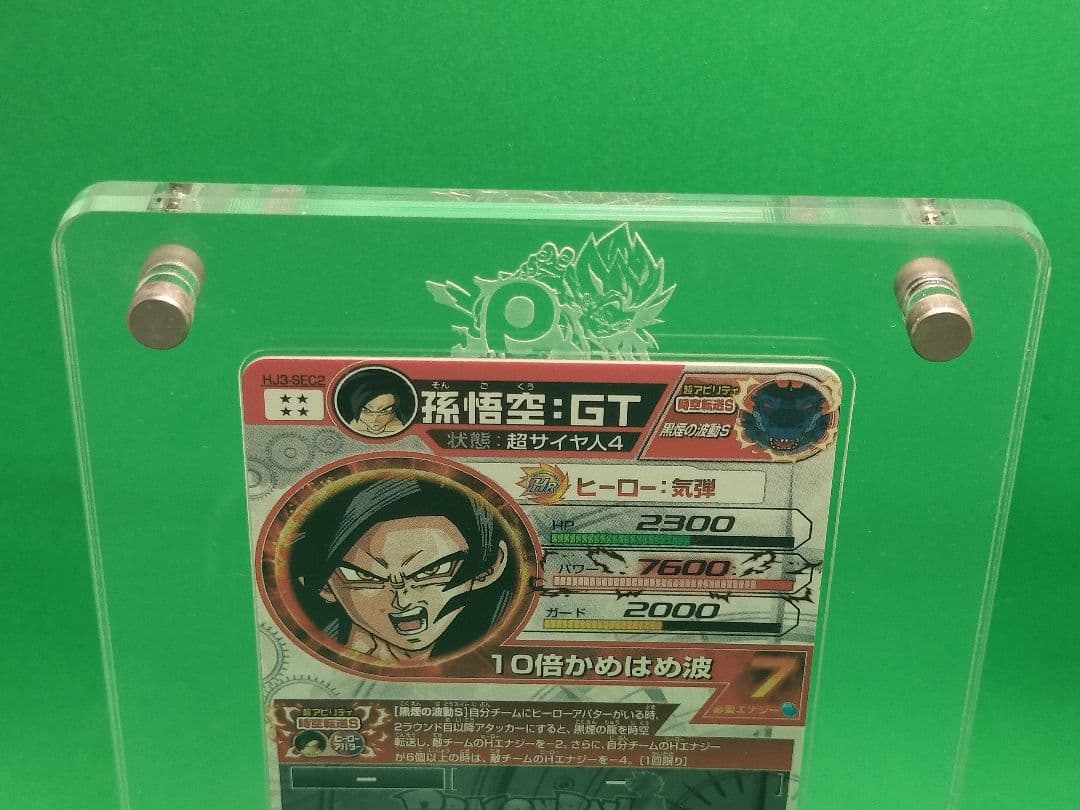 P
HJ3-SEC2
そん ご くう
孫悟空:GT
状態:超サイヤ人4
超アビリティ
時空転送S
黒煙の波動S
HR ヒーロー:気弾
HP 2300
パワー 7600
ガード 2000
10倍かめはめ波
7
必要エナジー
超アビリティ
時空転送S
ヒーロー
アバター
[黒煙の波動S]自分チームにヒーローアバターがいる時、
2ラウンド目以降アタッカーにすると、黒煙の龍を時空
転送し、敵チームのHエナジーを−2。さらに、自分チームのHエナジー
が6個以上の時は、敵チームのHエナジーを−4。[1回限り]
ー ー
DRAGON BALL